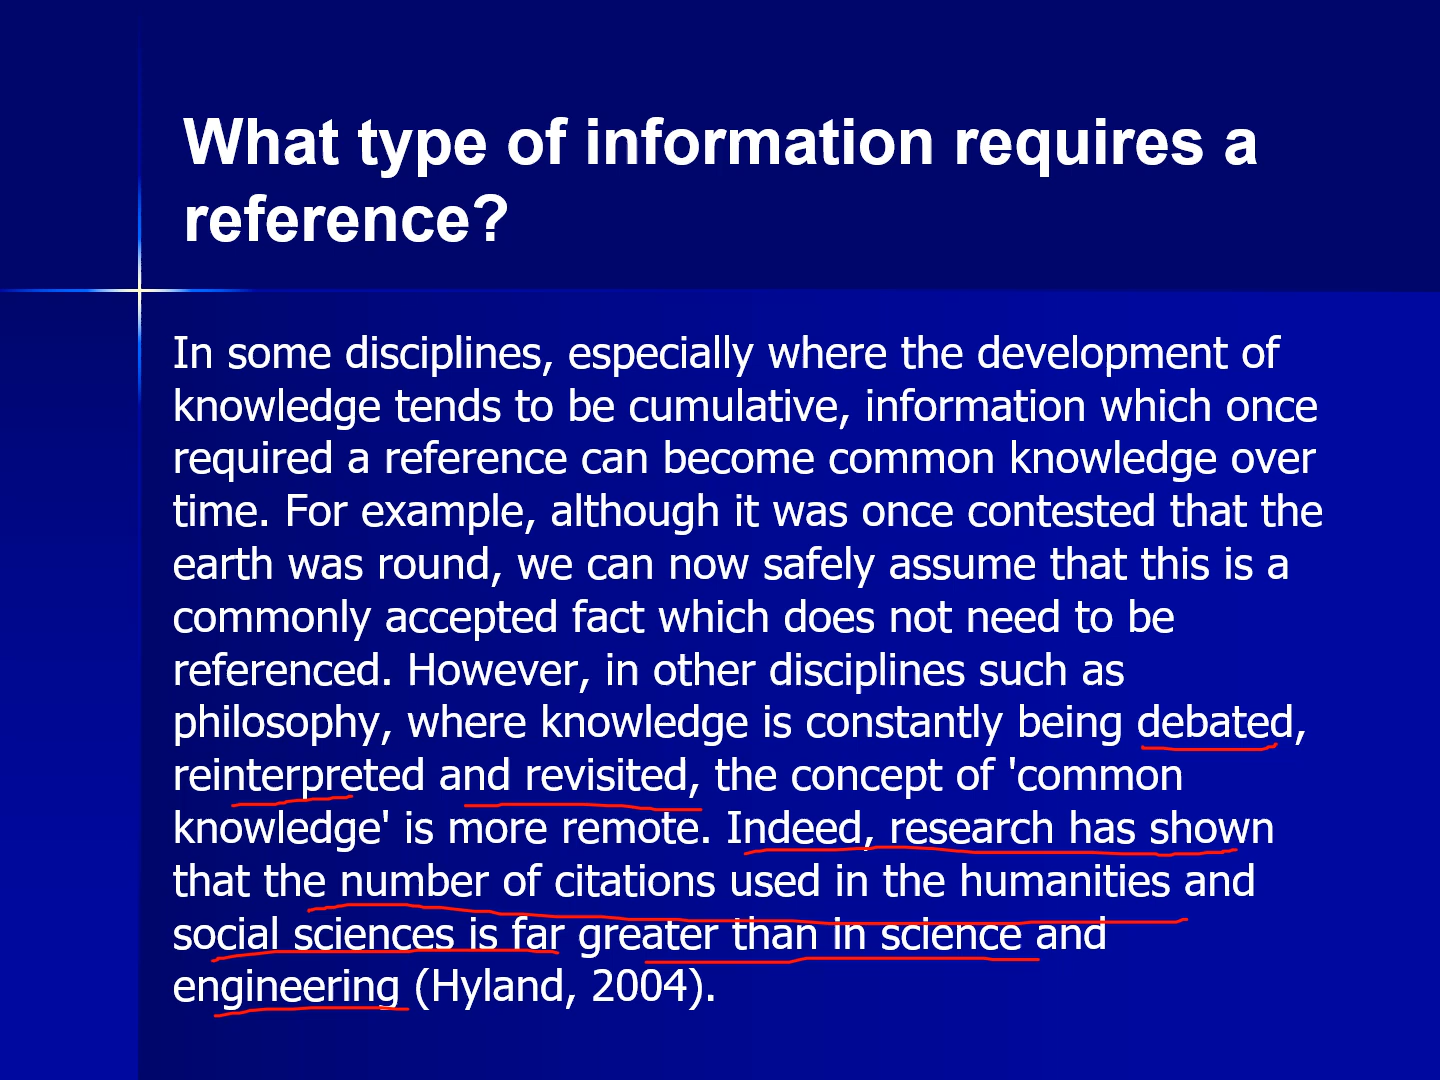 What type of information requires a
reference?
In some disciplines, especially where the development of
knowledge tends to be cumulative, information which once
required a reference can become common knowledge over
time. For example, although it was once contested that the
earth was round, we can now safely assume that this is a
commonly accepted fact which does not need to be
referenced. However, in other disciplines such as
philosophy, where knowledge is constantly being debated,
reinterpreted and revisited, the concept of 'common
knowledge' is more remote. Indeed, research has shown
that the number of citations used in the humanities and
social sciences is far greater than in science and
engineering (Hyland, 2004).